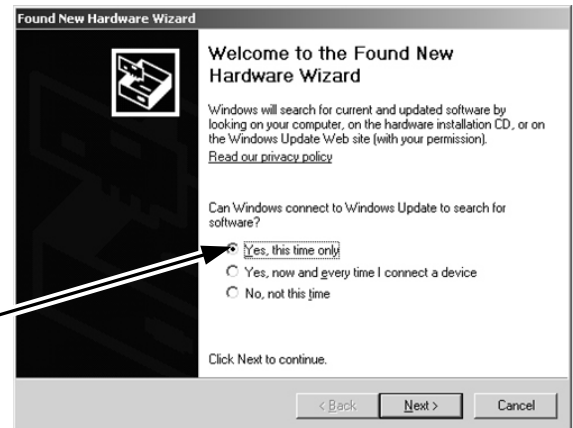 Found New Hardware Wizard
Welcome to the Found New
Hardware Wizard
Windows will search for current and updated software by
looking on your computer, on the hardware installation CD, or on
the Windows Update Web site (with your permission).
Read our privacy policy
Can Windows connect to Windows Update to search for
software?
Yes, this time only
Yes, now and every time I connect a device
No, not this time
Click Next to continue.
< Back
Next >
Cancel